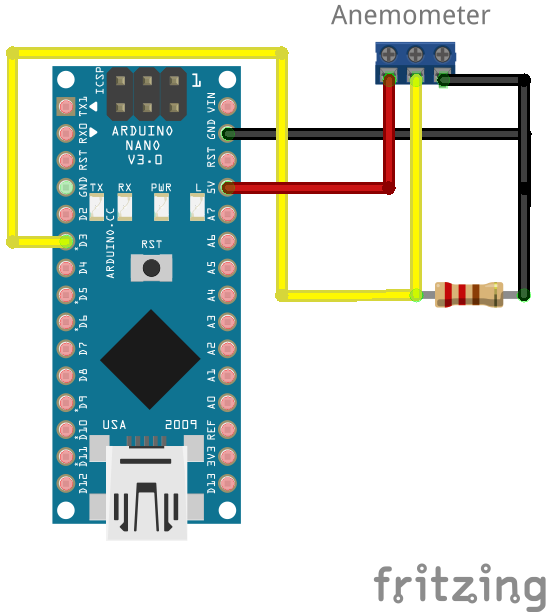 Anemometer
ICSP
1
TX1
RX0
RST
GND
D2
D3
D4
D5
D6
D7
D8
D9
D10
D11
D12
ARDUINO
NANO
V3.0
TX RX PWR L
ARDUINO.CC
RST
USA 2009
VIN
GND
RST
5V
A7
A6
A5
A4
A3
A2
A1
A0
REF
3V3
D13
fritzing